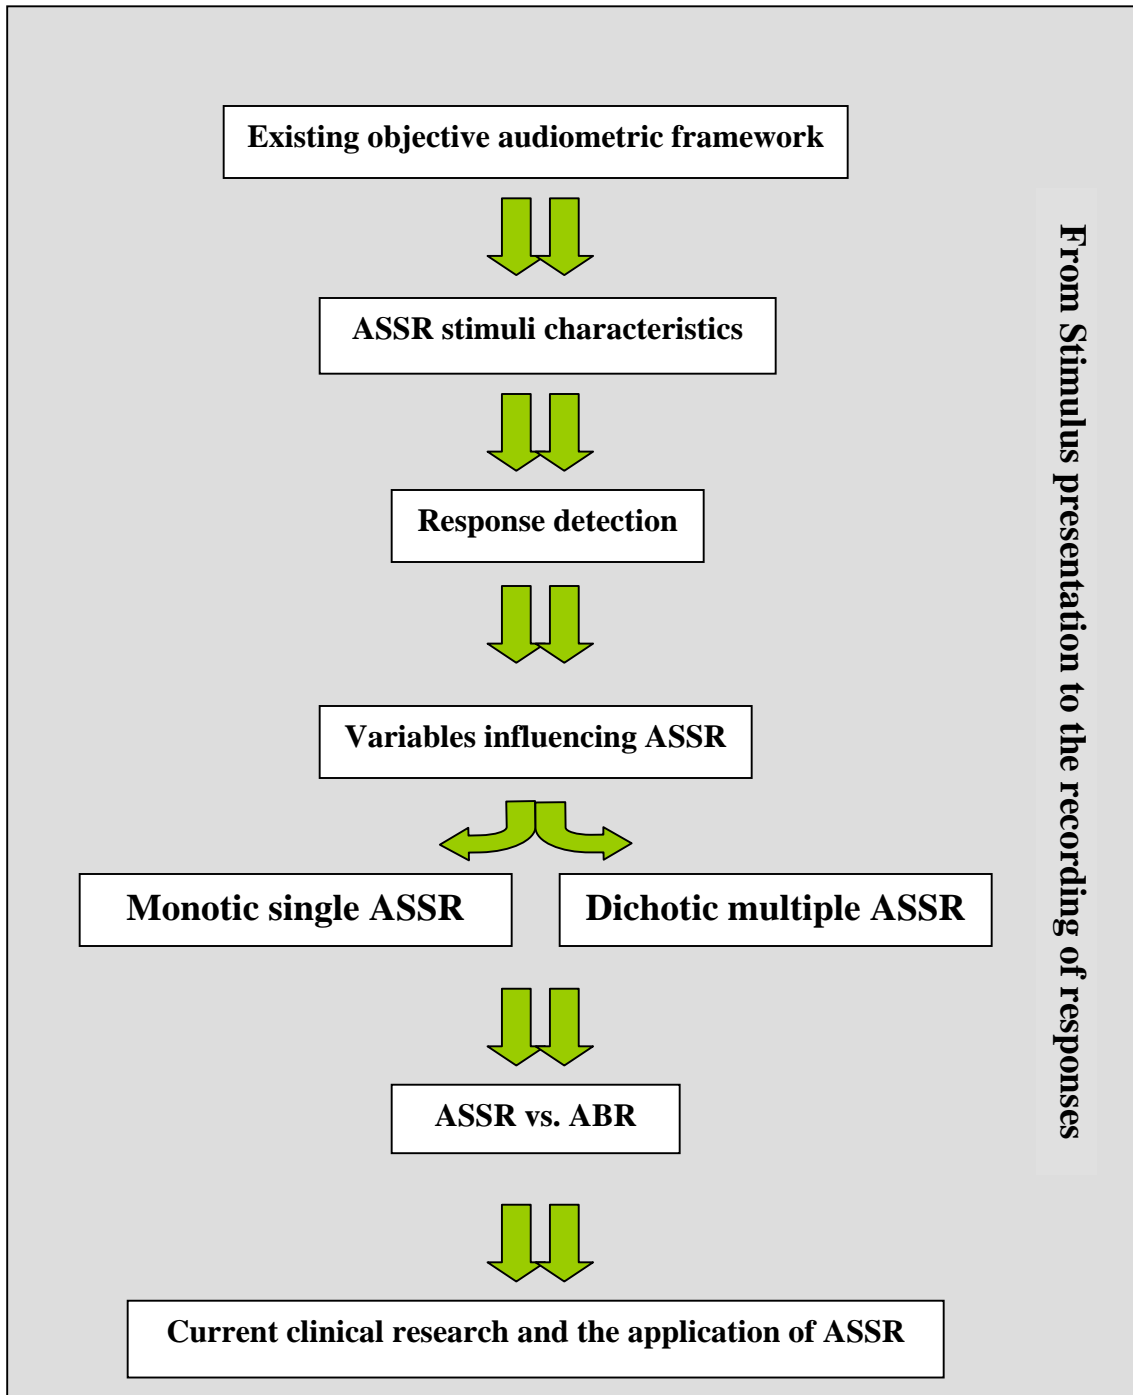 Existing objective audiometric framework
ASSR stimuli characteristics
Response detection
Variables influencing ASSR
Monotic single ASSR
Dichotic multiple ASSR
ASSR vs. ABR
Current clinical research and the application of ASSR
From Stimulus presentation to the recording of responses